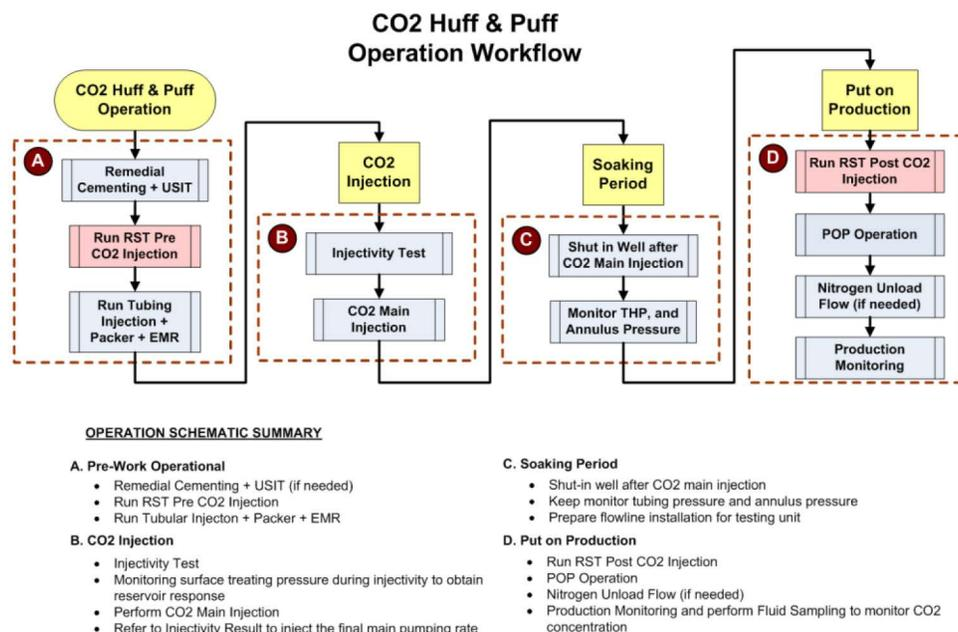 CO2 Huff & Puff
Operation Workflow
CO2 Huff & Puff
Operation
A
Remedial
Cementing + USIT
Run RST Pre
CO2 Injection
Run Tubing
Injection +
Packer + EMR
CO2
Injection
B
Injectivity Test
CO2 Main
Injection
Soaking
Period
C
Shut in Well after
CO2 Main Injection
Monitor THP, and
Annulus Pressure
Put on
Production
D
Run RST Post CO2
Injection
POP Operation
Nitrogen Unload
Flow (if needed)
Production
Monitoring
OPERATION SCHEMATIC SUMMARY
A. Pre-Work Operational
• Remedial Cementing + USIT (if needed)
• Run RST Pre CO2 Injection
• Run Tubular Injecton + Packer + EMR
B. CO2 Injection
• Injectivity Test
• Monitoring surface treating pressure during injectivity to obtain
reservoir response
• Perform CO2 Main Injection
• Refer to Injectivity Result to inject the final main pumping rate
C. Soaking Period
• Shut-in well after CO2 main injection
• Keep monitor tubing pressure and annulus pressure
• Prepare flowline installation for testing unit
D. Put on Production
• Run RST Post CO2 Injection
• POP Operation
• Nitrogen Unload Flow (if needed)
• Production Monitoring and perform Fluid Sampling to monitor CO2
concentration